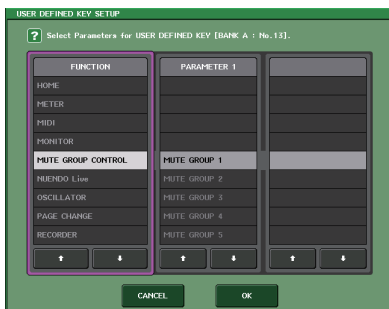 USER DEFINED KEY SETUP
? Select Parameters for USER DEFINED KEY [BANK A : No.13].
FUNCTION PARAMETER 1
HOME
METER
MIDI
MONITOR
MUTE GROUP CONTROL MUTE GROUP 1
NUENDO Live MUTE GROUP 2
OSCILLATOR MUTE GROUP 3
PAGE CHANGE MUTE GROUP 4
RECORDER MUTE GROUP 5
CANCEL OK